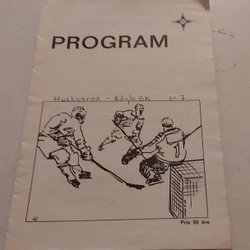 PROGRAM
Huskvarna - Rögle BK 1-7
Pris 50 öre